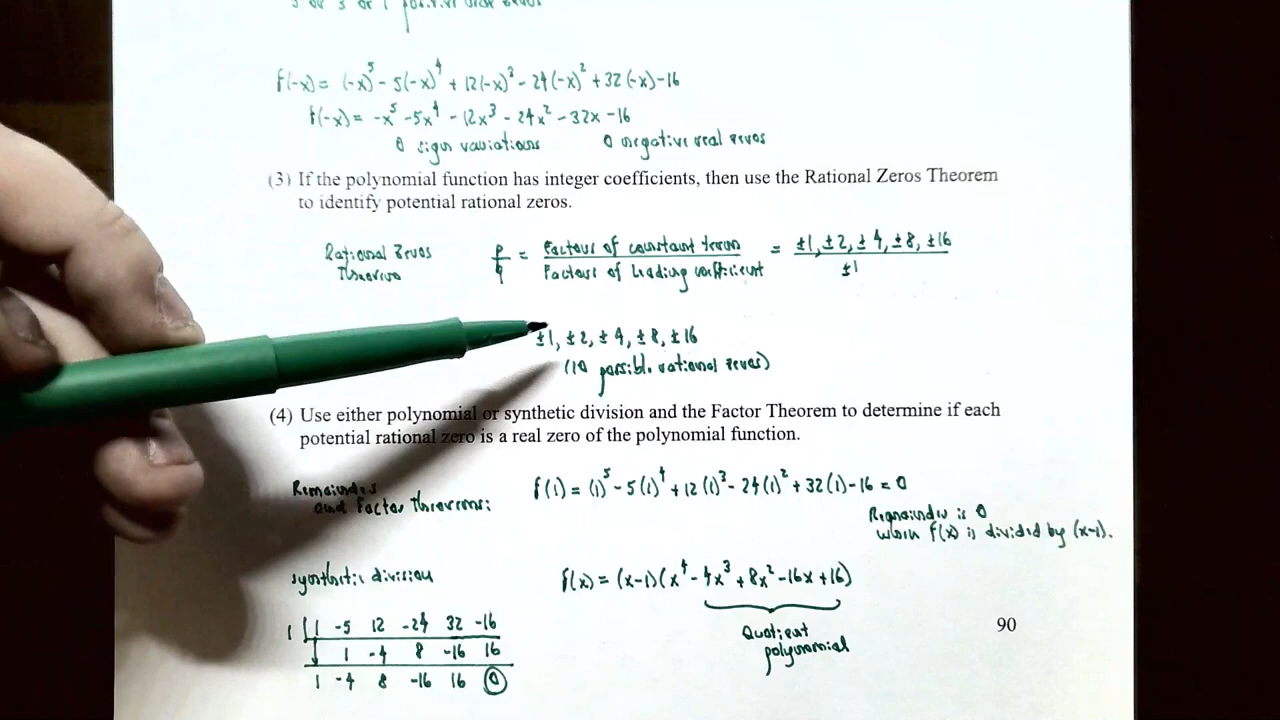 5 or 3 or 1 positive real zeros
f(-x) = (-x)^5 - 5(-x)^4 + 12(-x)^3 - 24(-x)^2 + 32(-x) - 16
f(-x) = -x^5 - 5x^4 - 12x^3 - 24x^2 - 32x - 16
0 sign variations 0 negative real zeros
(3) If the polynomial function has integer coefficients, then use the Rational Zeros Theorem
to identify potential rational zeros.
Rational Zeros
Theorem
p/q = Factors of constant term / Factors of leading coefficient = ±1, ±2, ±4, ±8, ±16 / ±1
±1, ±2, ±4, ±8, ±16
(10 possible rational zeros)
(4) Use either polynomial or synthetic division and the Factor Theorem to determine if each
potential rational zero is a real zero of the polynomial function.
Remainder
and Factor Theorems:
f(1) = (1)^5 - 5(1)^4 + 12(1)^3 - 24(1)^2 + 32(1) - 16 = 0
Remainder is 0
when f(x) is divided by (x-1).
Synthetic division
f(x) = (x-1)(x^4 - 4x^3 + 8x^2 - 16x + 16)
Quotient
polynomial
1 | 1 -5 12 -24 32 -16
1 -4 8 -16 16
1 -4 8 -16 16 0
90